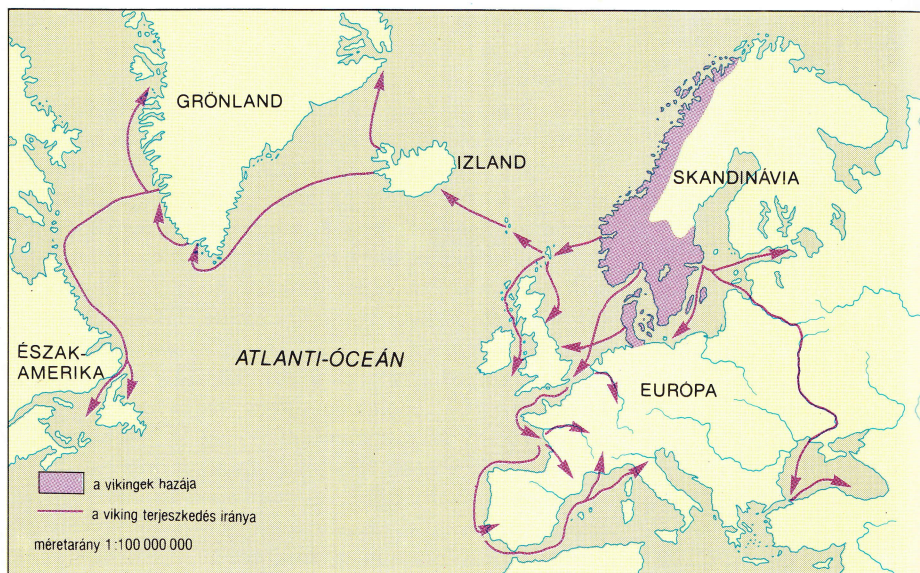 GRÖNLAND
IZLAND
SKANDINÁVIA
ÉSZAK-
AMERIKA
ATLANTI-ÓCEÁN
EURÓPA
a vikingek hazája
a viking terjeszkedés iránya
méretarány 1:100 000 000